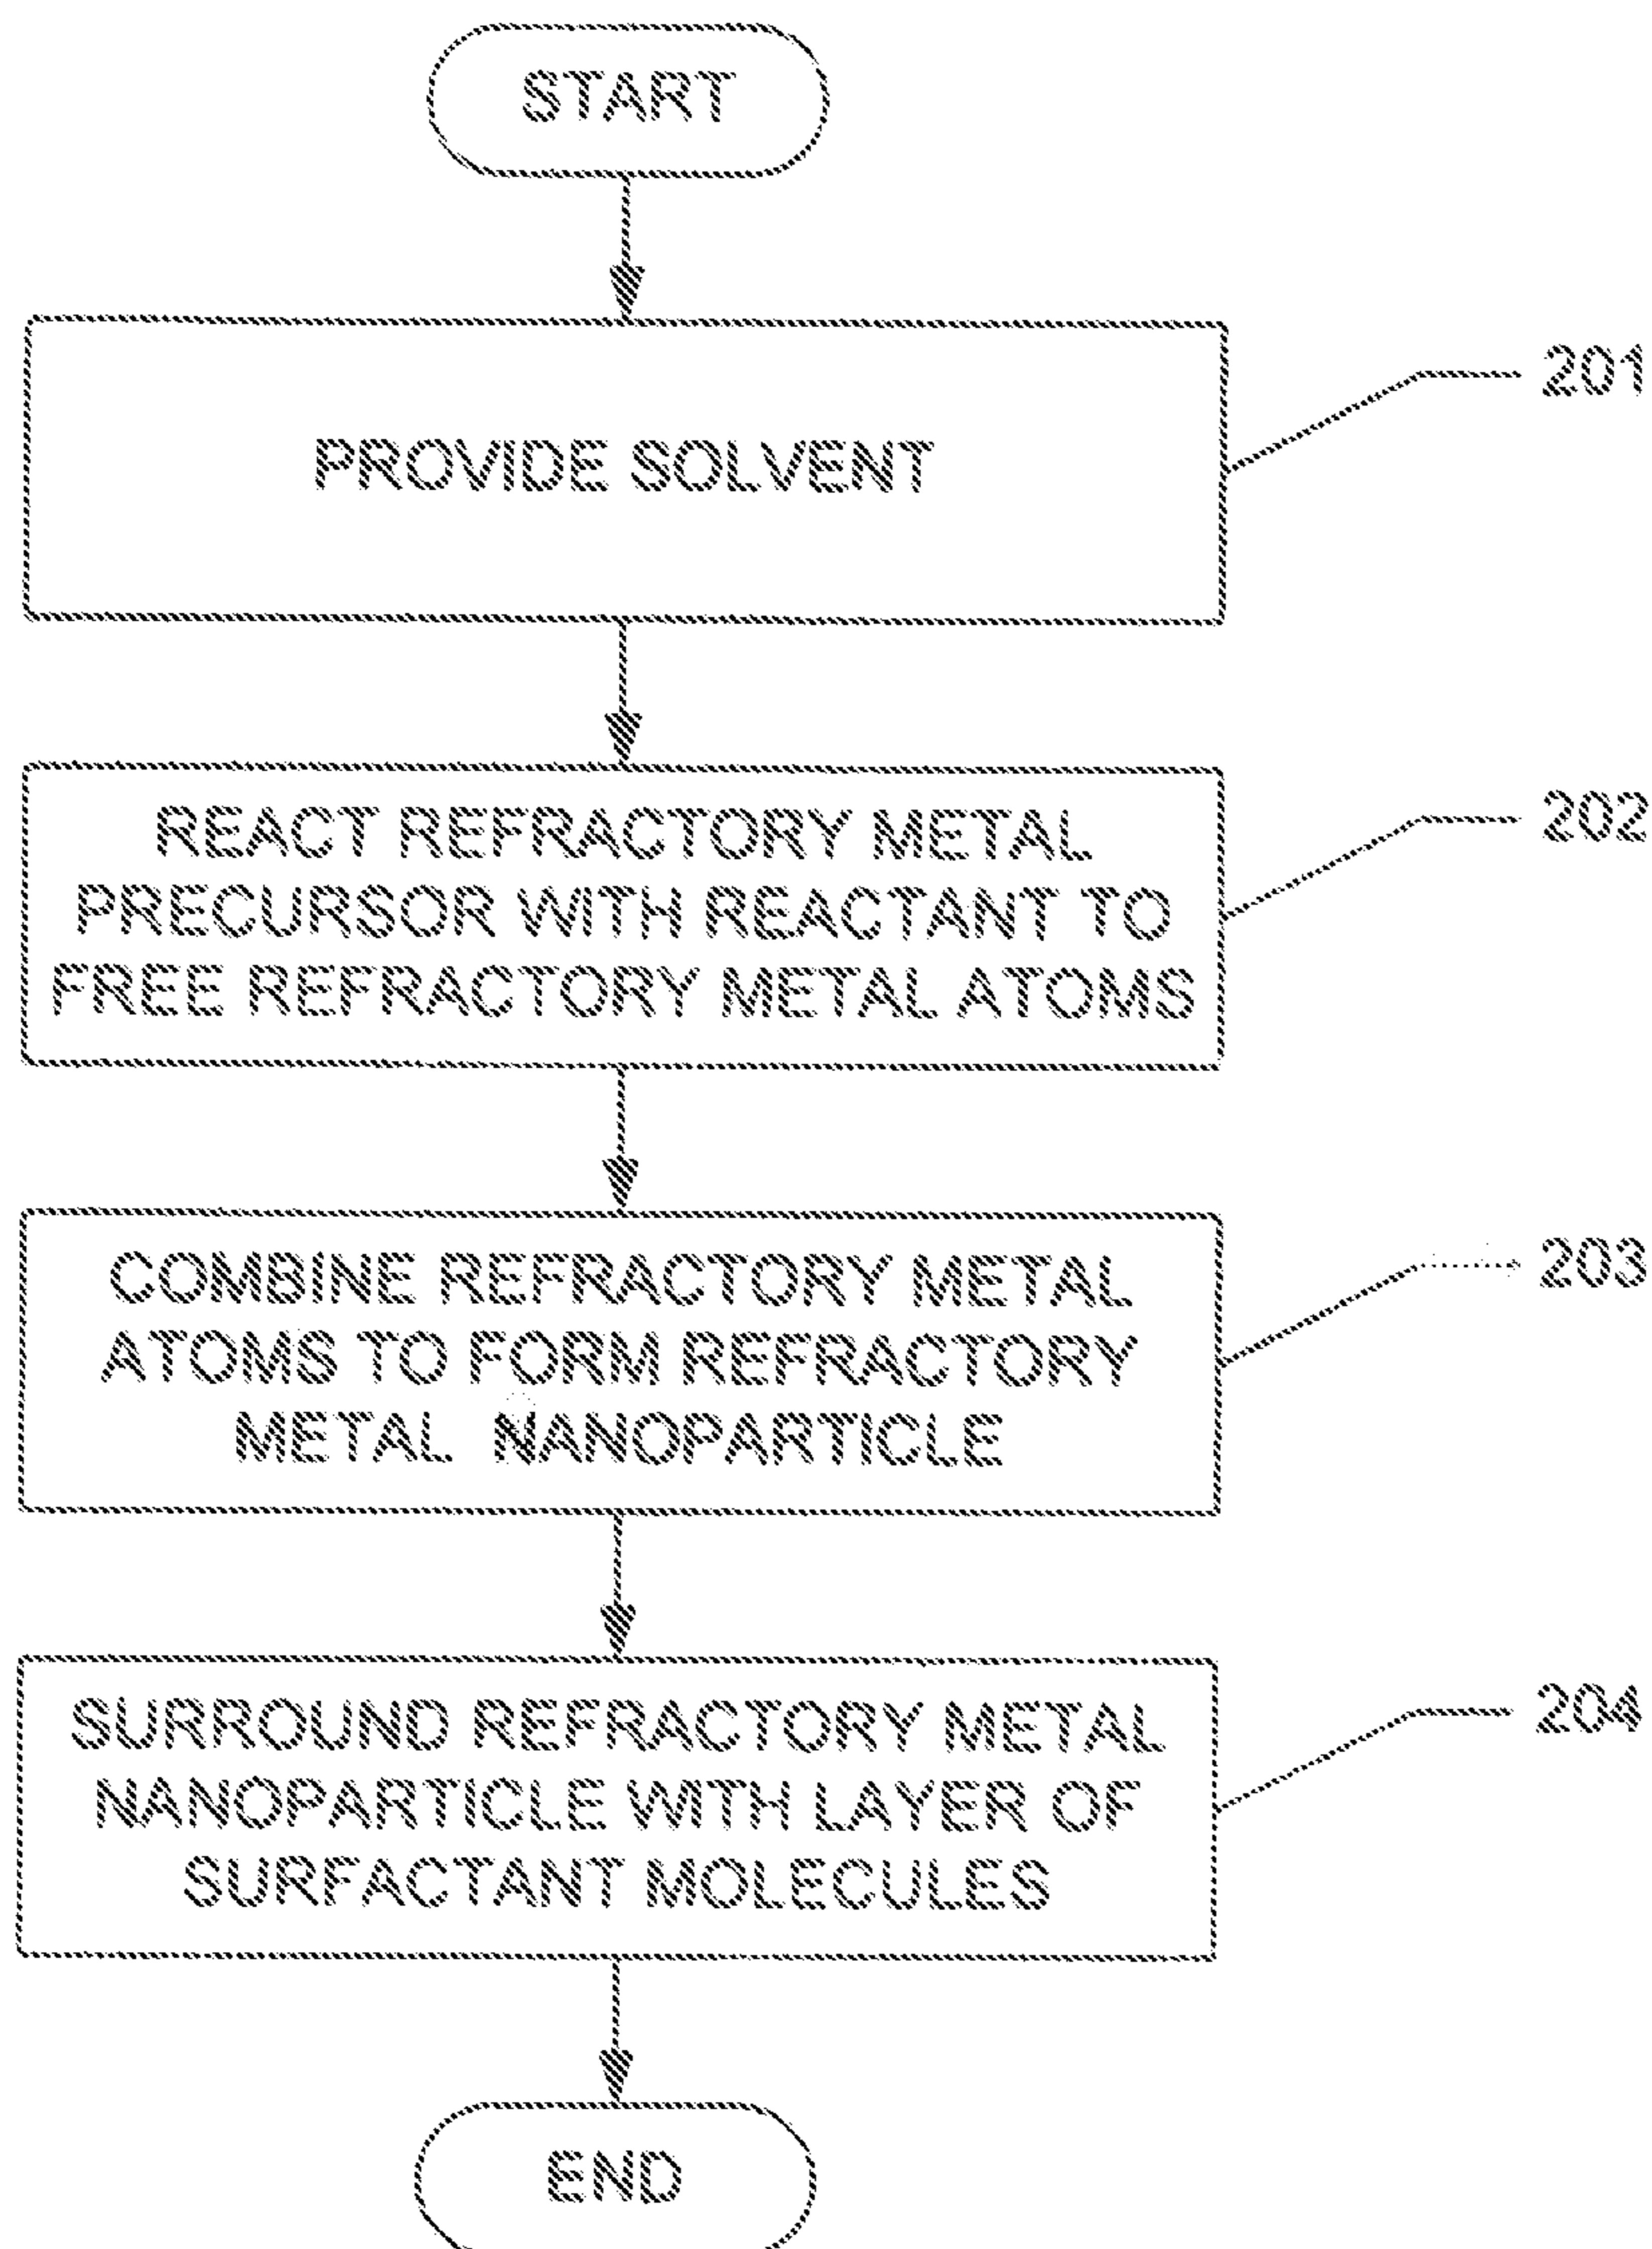 START
PROVIDE SOLVENT
201
REACT REFRACTORY METAL
PRECURSOR WITH REACTANT TO
FREE REFRACTORY METAL ATOMS
202
COMBINE REFRACTORY METAL
ATOMS TO FORM REFRACTORY
METAL NANOPARTICLE
203
SURROUND REFRACTORY METAL
NANOPARTICLE WITH LAYER OF
SURFACTANT MOLECULES
204
END